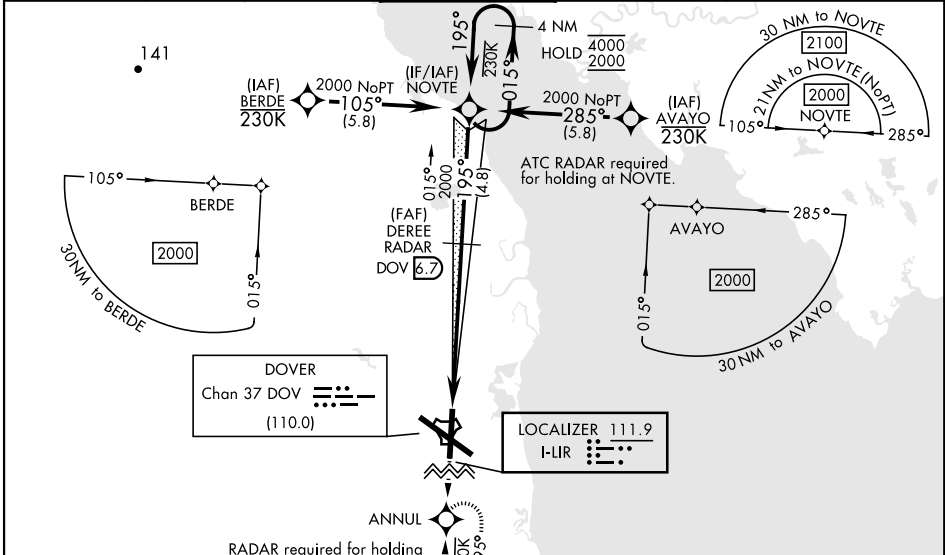 141
195°
230K
015°
4 NM
HOLD 4000
2000
(IAF)
BERDE
230K
2000 NoPT
105°
(5.8)
(IF/IAF)
NOVTE
2000 NoPT
285°
(5.8)
(IAF)
AVAYO
230K
ATC RADAR required
for holding at NOVTE.
30 NM to NOVTE
2100
21NM to NOVTE (NoPT)
2000
NOVTE
105°
285°
105°
BERDE
2000
015°
30NM to BERDE
015°
2000
195°
(4.8)
(FAF)
DEREE
RADAR
DOV 6.7
AVAYO
285°
2000
015°
30 NM to AVAYO
DOVER
Chan 37 DOV
(110.0)
LOCALIZER 111.9
I-LIR
ANNUL
RADAR required for holding